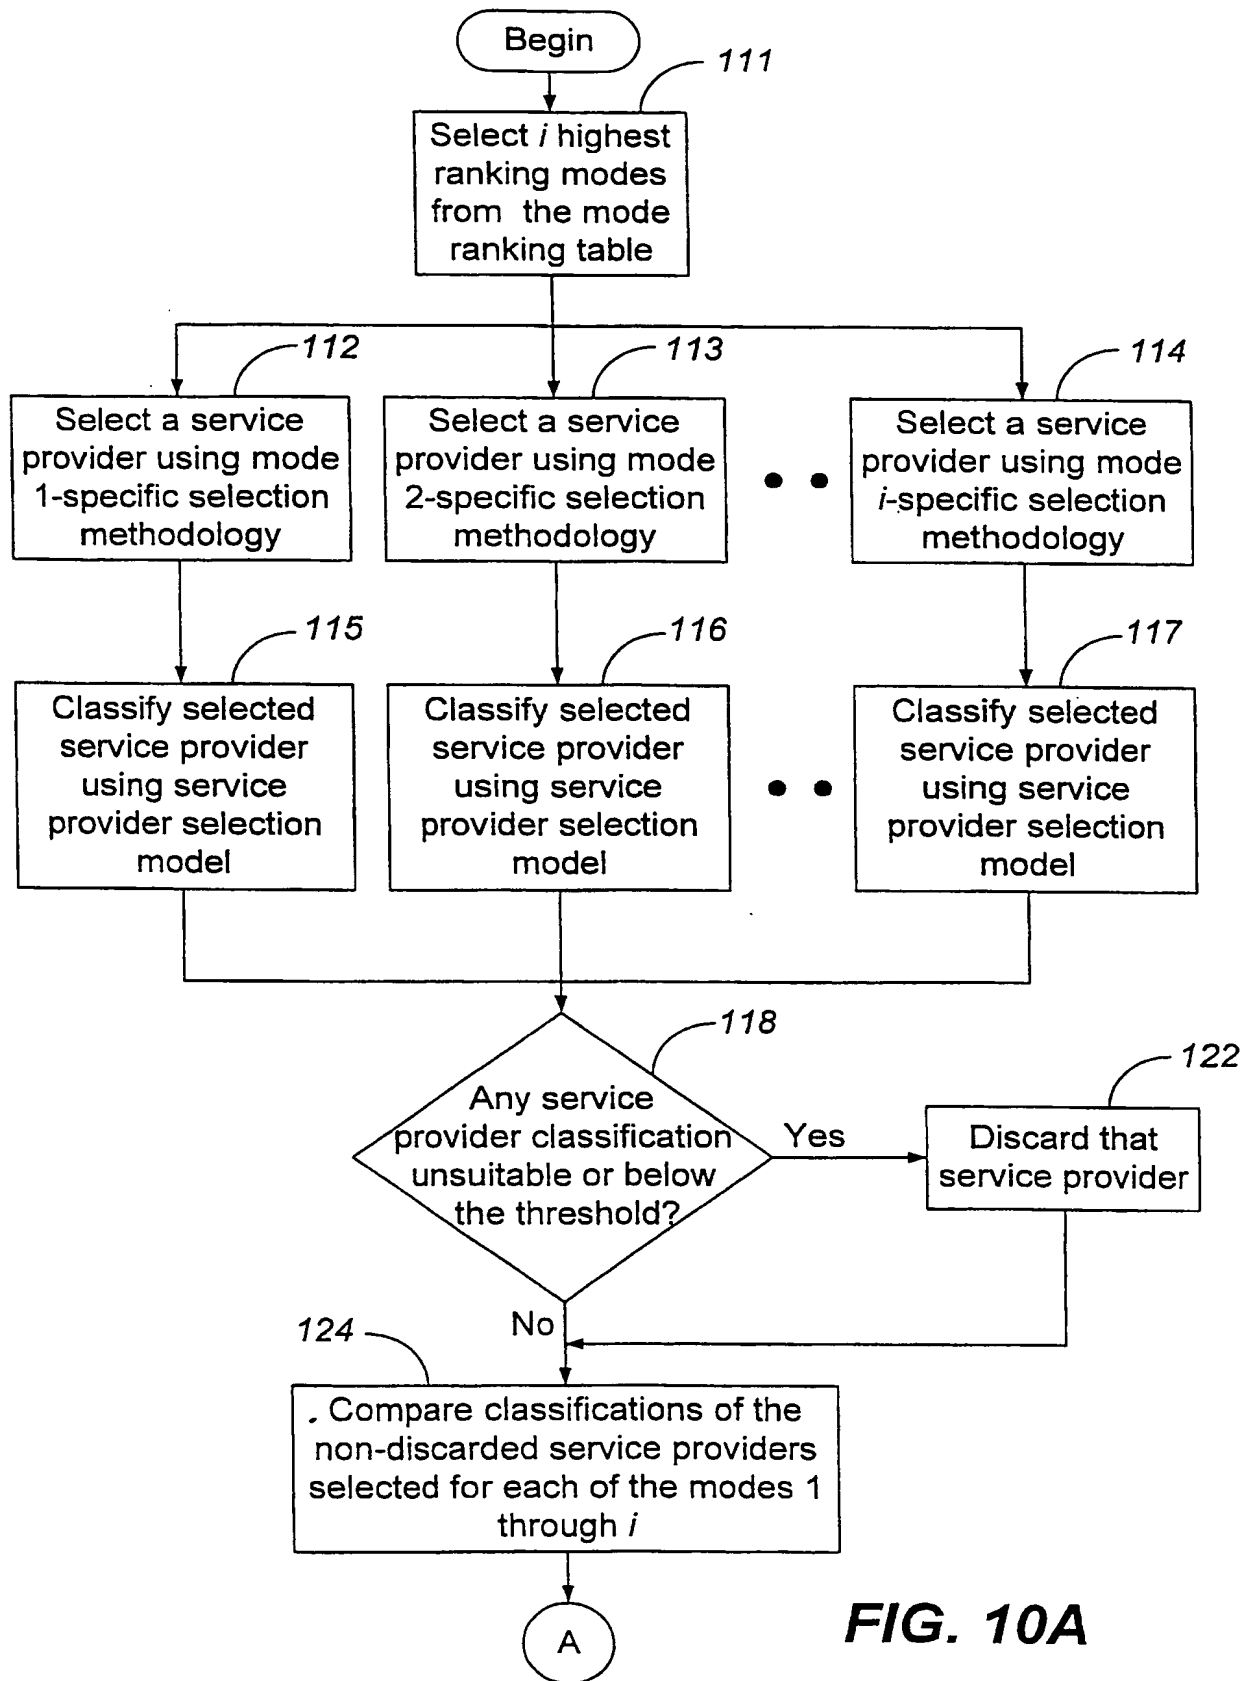 Begin
111
Select i highest
ranking modes
from the mode
ranking table
112
Select a service
provider using mode
1-specific selection
methodology
113
Select a service
provider using mode
2-specific selection
methodology
114
Select a service
provider using mode
i-specific selection
methodology
115
Classify selected
service provider
using service
provider selection
model
116
Classify selected
service provider
using service
provider selection
model
117
Classify selected
service provider
using service
provider selection
model
118
Any service
provider classification
unsuitable or below
the threshold?
Yes
122
Discard that
service provider
No
124
Compare classifications of the
non-discarded service providers
selected for each of the modes 1
through i
A
FIG. 10A